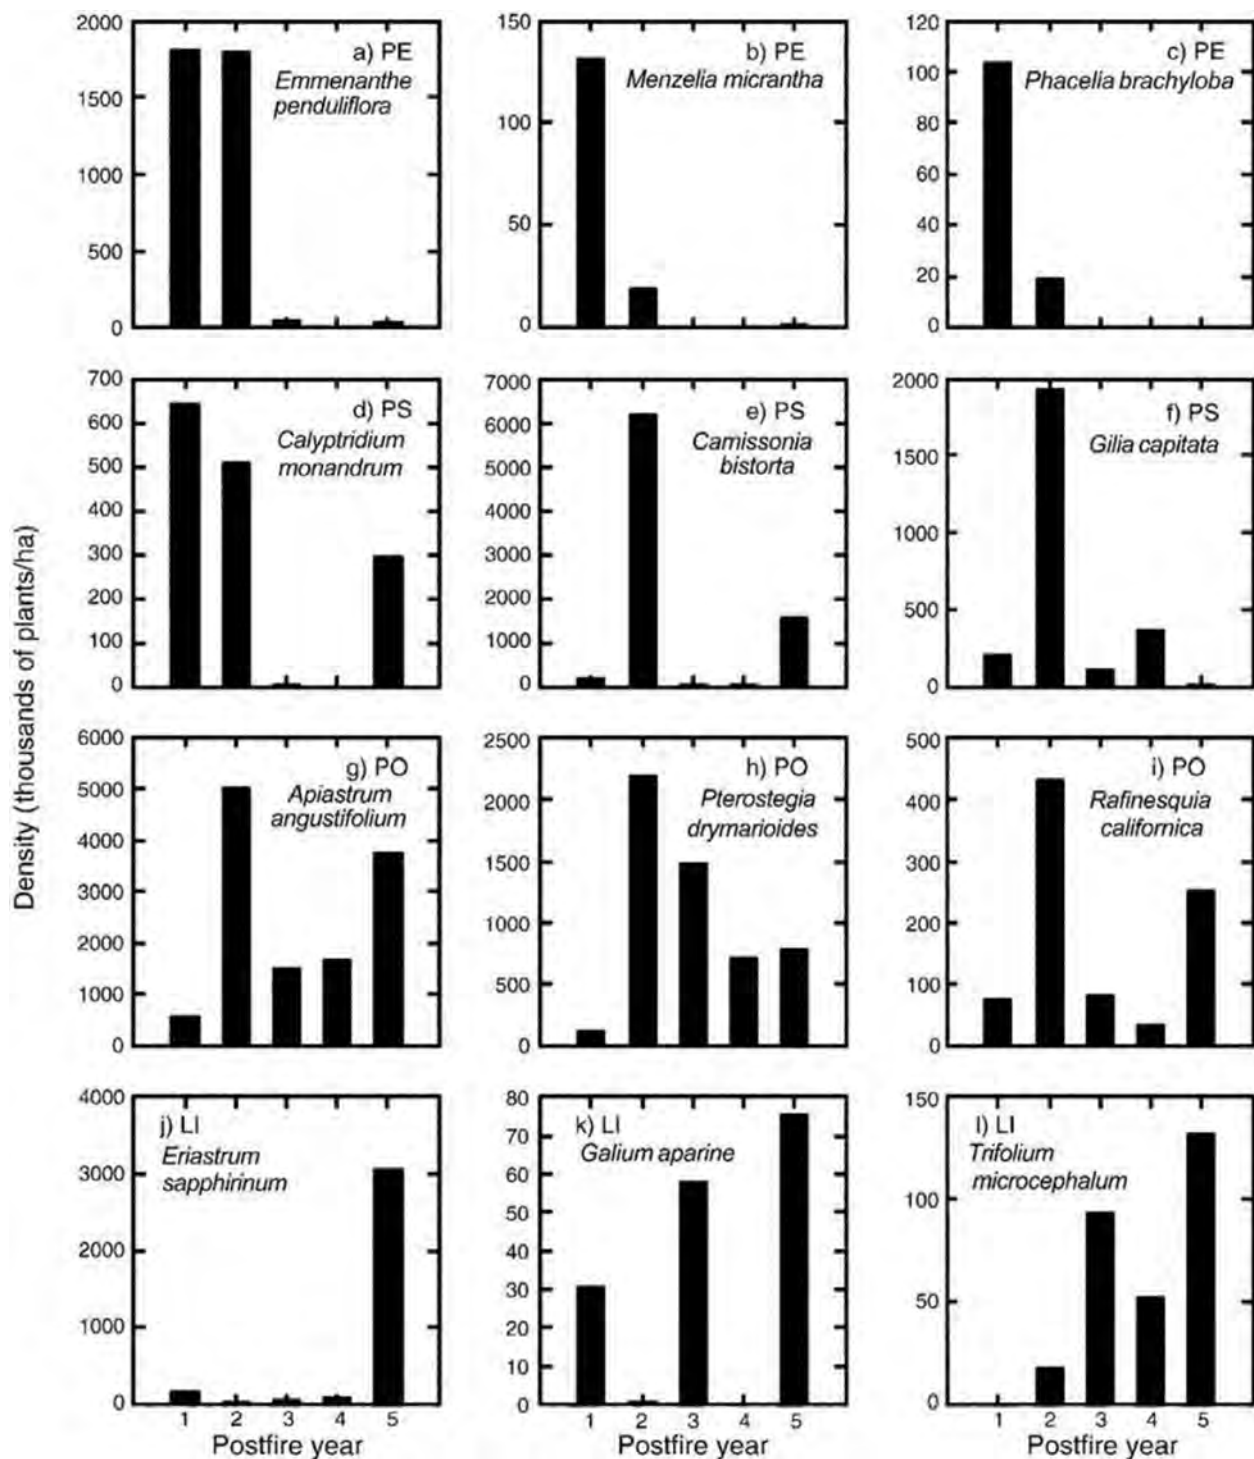 Density (thousands of plants/ha)
2000
1500
1000
500
0
a) PE
Emmenanthe
penduliflora
150
100
50
0
b) PE
Menzelia micrantha
120
100
80
60
40
20
0
c) PE
Phacelia brachyloba
700
600
500
400
300
200
100
0
d) PS
Calyptridium
monandrum
7000
6000
5000
4000
3000
2000
1000
0
e) PS
Camissonia
bistorta
2000
1500
1000
500
0
f) PS
Gilia capitata
6000
5000
4000
3000
2000
1000
0
g) PO
Apiastrum
angustifolium
2500
2000
1500
1000
500
0
h) PO
Pterostegia
drymarioides
500
400
300
200
100
0
i) PO
Rafinesquia
californica
4000
3000
2000
1000
0
j) LI
Eriastrum
sapphirinum
1 2 3 4 5
Postfire year
80
70
60
50
40
30
20
10
0
k) LI
Galium aparine
1 2 3 4 5
Postfire year
150
100
50
0
l) LI
Trifolium
microcephalum
1 2 3 4 5
Postfire year